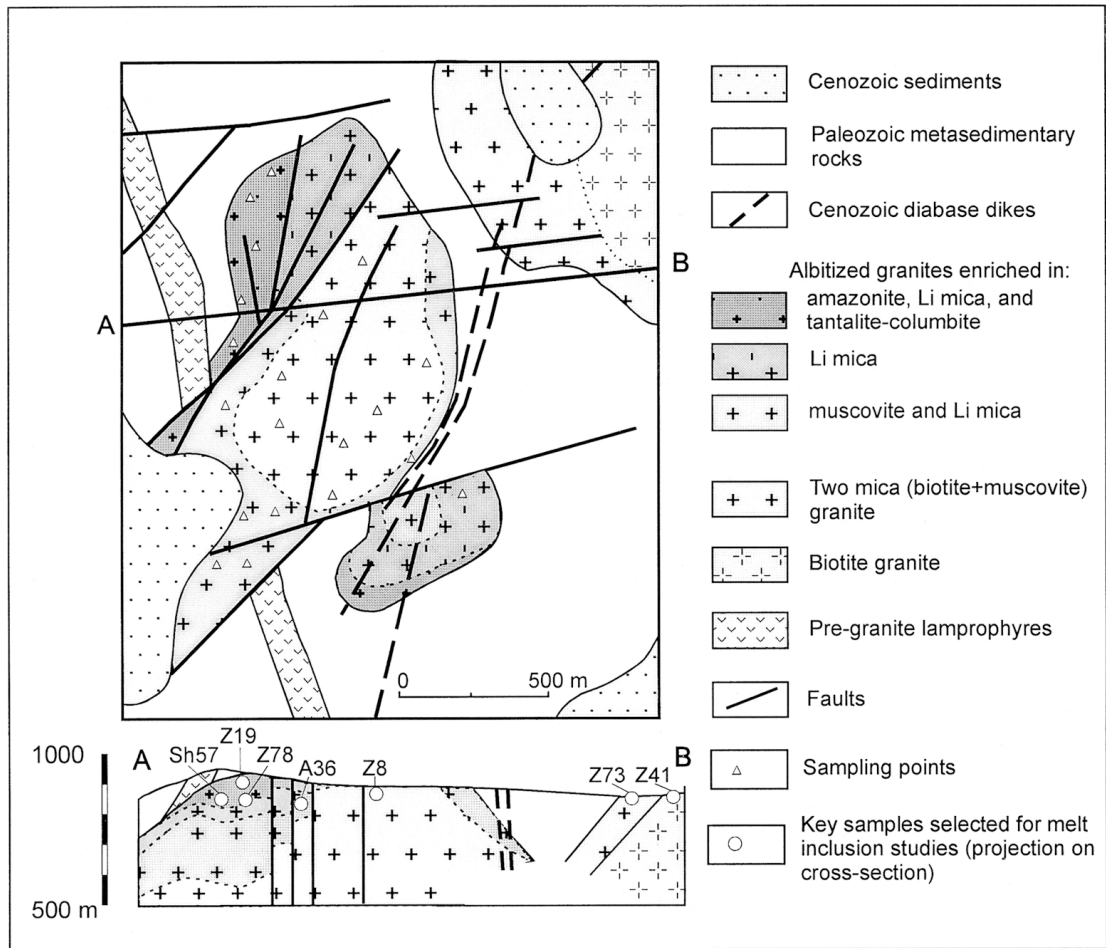 A
B
0 500 m
Cenozoic sediments
Paleozoic metasedimentary
rocks
Cenozoic diabase dikes
Albitized granites enriched in:
amazonite, Li mica, and
tantalite-columbite
Li mica
muscovite and Li mica
Two mica (biotite+muscovite)
granite
Biotite granite
Pre-granite lamprophyres
Faults
Sampling points
Key samples selected for melt
inclusion studies (projection on
cross-section)
1000
500 m
A
Sh57
Z19
Z78
A36
Z8
Z73
Z41
B